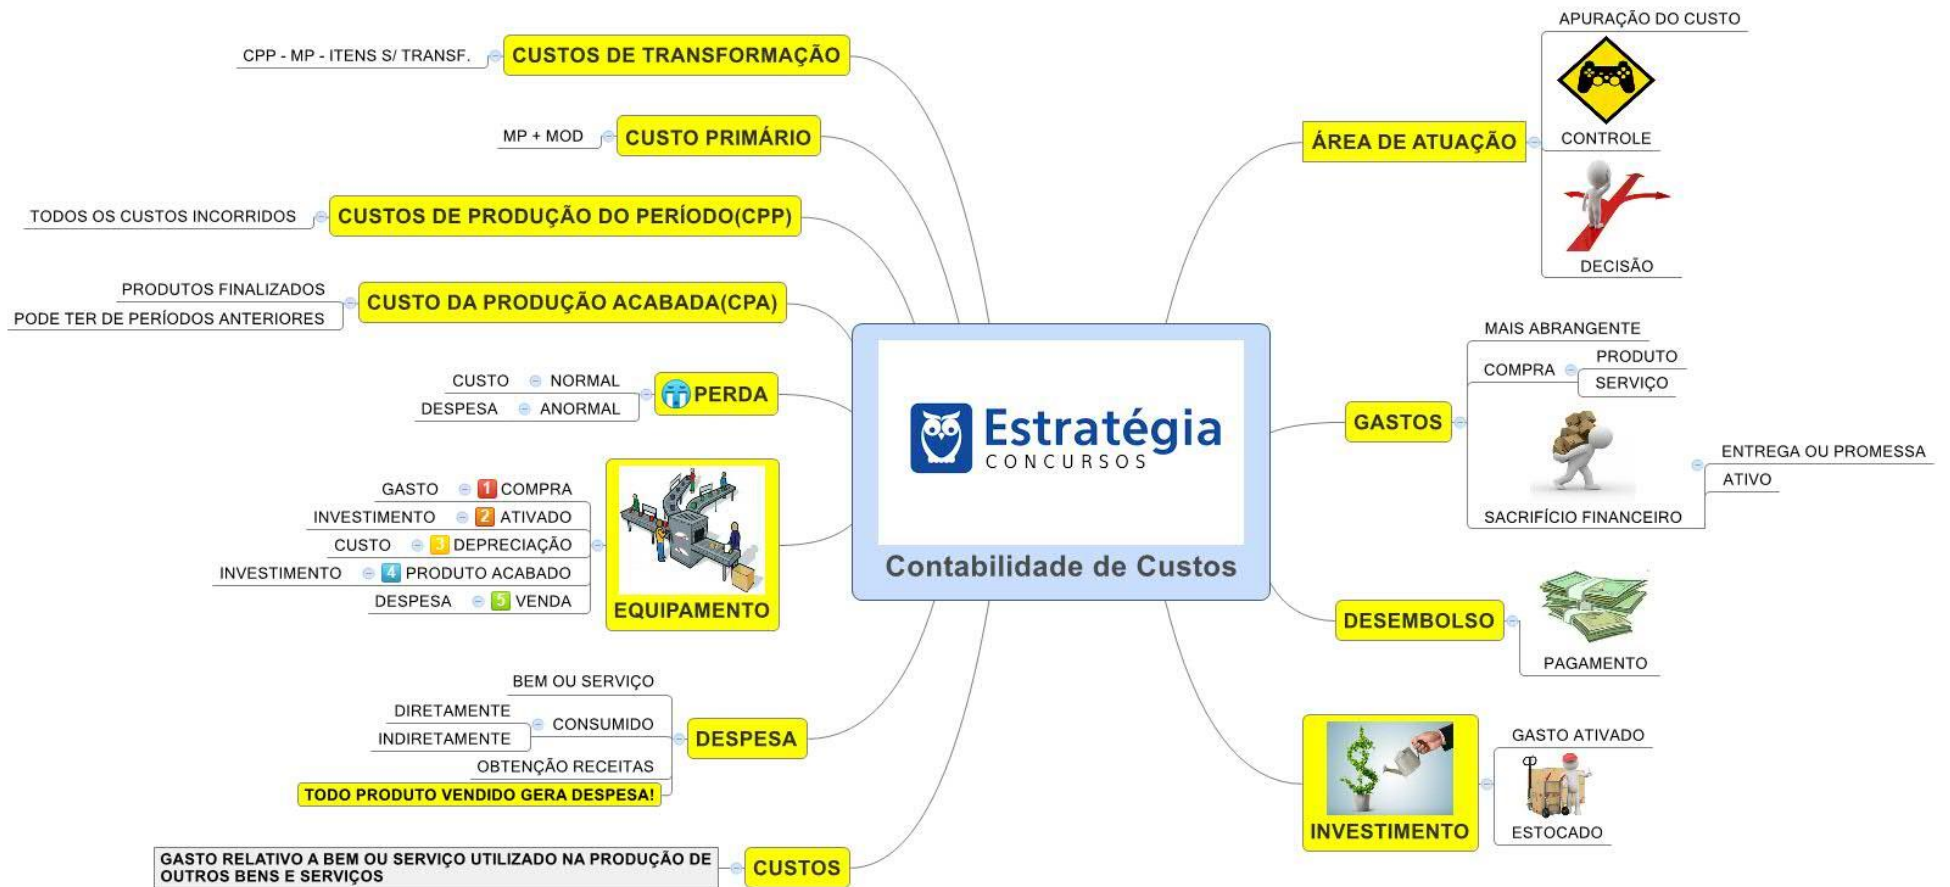 CUSTOS DE TRANSFORMAÇÃO
CPP - MP - ITENS S/ TRANSF.
CUSTO PRIMÁRIO
MP + MOD
CUSTOS DE PRODUÇÃO DO PERÍODO(CPP)
TODOS OS CUSTOS INCORRIDOS
CUSTO DA PRODUÇÃO ACABADA(CPA)
PRODUTOS FINALIZADOS
PODE TER DE PERÍODOS ANTERIORES
PERDA
CUSTO NORMAL
DESPESA ANORMAL
EQUIPAMENTO
GASTO 1 COMPRA
INVESTIMENTO 2 ATIVADO
CUSTO 3 DEPRECIAÇÃO
INVESTIMENTO 4 PRODUTO ACABADO
DESPESA 5 VENDA
DESPESA
BEM OU SERVIÇO
CONSUMIDO
DIRETAMENTE
INDIRETAMENTE
OBTENÇÃO RECEITAS
TODO PRODUTO VENDIDO GERA DESPESA!
CUSTOS
GASTO RELATIVO A BEM OU SERVIÇO UTILIZADO NA PRODUÇÃO DE
OUTROS BENS E SERVIÇOS
Estratégia
CONCURSOS
Contabilidade de Custos
ÁREA DE ATUAÇÃO
APURAÇÃO DO CUSTO
CONTROLE
DECISÃO
GASTOS
MAIS ABRANGENTE
COMPRA
PRODUTO
SERVIÇO
SACRIFÍCIO FINANCEIRO
ENTREGA OU PROMESSA
ATIVO
DESEMBOLSO
PAGAMENTO
INVESTIMENTO
GASTO ATIVADO
ESTOCADO